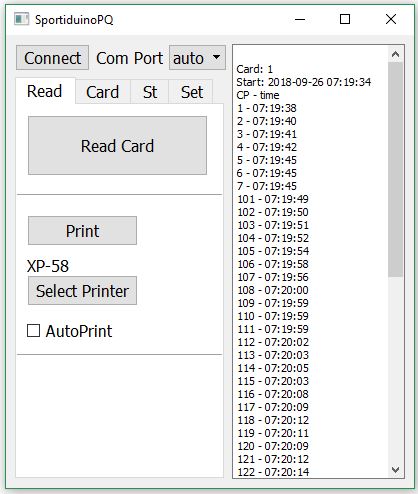 SportiduinoPQ
Connect Com Port auto
Read Card St Set
Read Card
Print
XP-58
Select Printer
AutoPrint
Card: 1
Start: 2018-09-26 07:19:34
CP - time
1 - 07:19:38
2 - 07:19:40
3 - 07:19:41
4 - 07:19:42
5 - 07:19:45
6 - 07:19:45
7 - 07:19:45
101 - 07:19:49
102 - 07:19:50
103 - 07:19:51
104 - 07:19:52
105 - 07:19:54
106 - 07:19:58
107 - 07:19:56
108 - 07:20:00
109 - 07:19:59
110 - 07:19:59
111 - 07:19:59
112 - 07:20:02
113 - 07:20:03
114 - 07:20:05
115 - 07:20:03
116 - 07:20:08
117 - 07:20:09
118 - 07:20:12
119 - 07:20:11
120 - 07:20:09
121 - 07:20:12
122 - 07:20:14